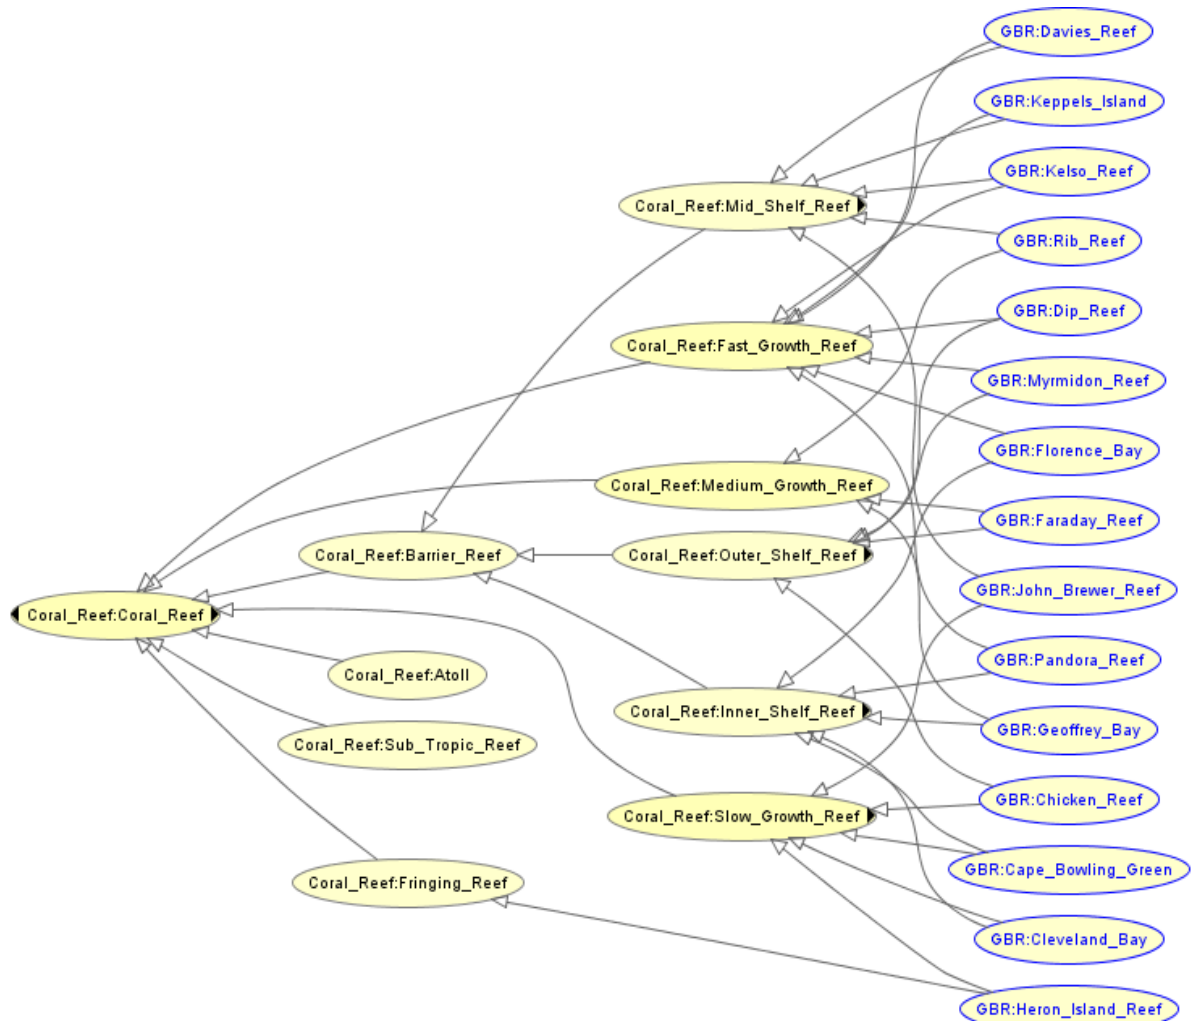 GBR:Davies_Reef
GBR:Keppels_Island
GBR:Kelso_Reef
Coral_Reef:Mid_Shelf_Reef
GBR:Rib_Reef
GBR:Dip_Reef
Coral_Reef:Fast_Growth_Reef
GBR:Myrmidon_Reef
GBR:Florence_Bay
Coral_Reef:Medium_Growth_Reef
GBR:Faraday_Reef
Coral_Reef:Barrier_Reef
Coral_Reef:Outer_Shelf_Reef
GBR:John_Brewer_Reef
Coral_Reef:Coral_Reef
GBR:Pandora_Reef
Coral_Reef:Atoll
Coral_Reef:Inner_Shelf_Reef
GBR:Geoffrey_Bay
Coral_Reef:Sub_Tropic_Reef
GBR:Chicken_Reef
Coral_Reef:Slow_Growth_Reef
GBR:Cape_Bowling_Green
Coral_Reef:Fringing_Reef
GBR:Cleveland_Bay
GBR:Heron_Island_Reef